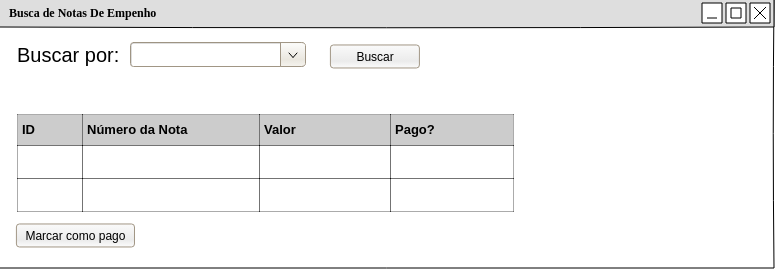 Busca de Notas De Empenho
Buscar por:
Buscar
ID Número da Nota Valor Pago?
Marcar como pago